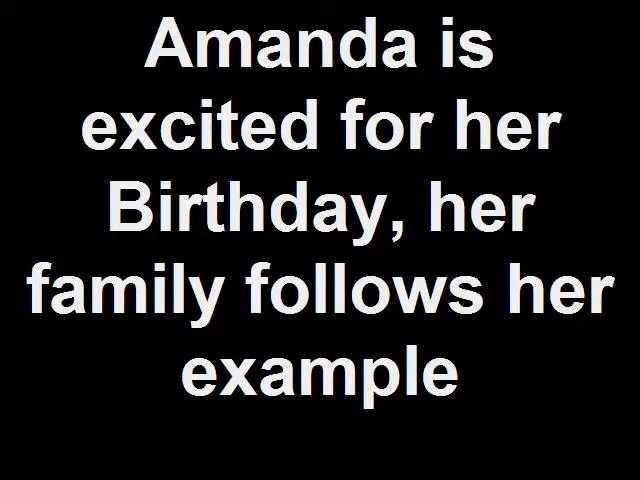 Amanda is
excited for her
Birthday, her
family follows her
example